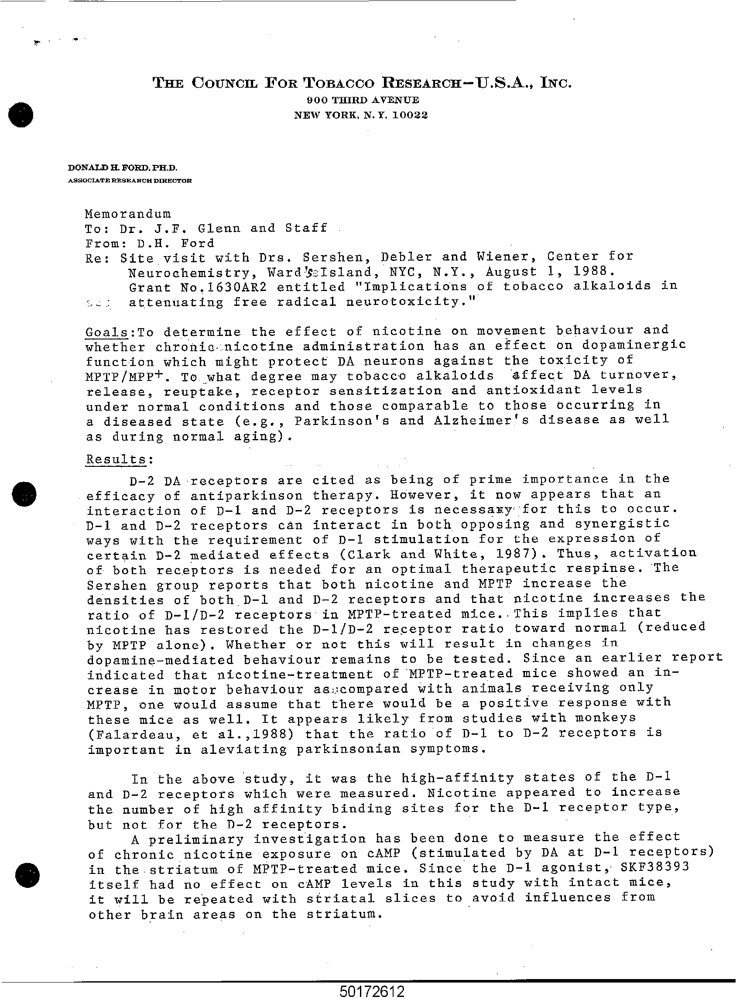 THE COUNCIL FOR TOBACCO RESEARCH-U.S.A., INC.
900 THIRD AVENUE
NEW YORK, N. Y. 10022
DONALD H. FORD, PH.D.
ASSOCIATE RESEARCH DIRECTOR
Memorandum
To: Dr. J.F. Glenn and Staff
From: D.H. Ford
Re: Site visit with Drs. Sershen, Debler and Wiener, Center for
Neurochemistry, Ward's Island, NYC, N.Y., August 1, 1988.
Grant No.1630AR2 entitled "Implications of tobacco alkaloids in
attenuating free radical neurotoxicity."
Goals:To determine the effect of nicotine on movement behaviour and
whether chronic nicotine administration has an effect on dopaminergic
function which might protect DA neurons against the toxicity of
MPTP/MPP+. To what degree may tobacco alkaloids affect DA turnover,
release, reuptake, receptor sensitization and antioxidant levels
under normal conditions and those comparable to those occurring in
a diseased state (e.g., Parkinson's and Alzheimer's disease as well
as during normal aging).
Results:
D-2 DA receptors are cited as being of prime importance in the
efficacy of antiparkinson therapy. However, it now appears that an
interaction of D-1 and D-2 receptors is necessary for this to occur.
D-1 and D-2 receptors can interact in both opposing and synergistic
ways with the requirement of D-1 stimulation for the expression of
certain D-2 mediated effects (Clark and White, 1987). Thus, activation
of both receptors is needed for an optimal therapeutic respinse. The
Sershen group reports that both nicotine and MPTP increase the
densities of both D-1 and D-2 receptors and that nicotine increases the
ratio of D-1/D-2 receptors in MPTP-treated mice. This implies that
nicotine has restored the D-1/D-2 receptor ratio toward normal (reduced
by MPTP alone). Whether or not this will result in changes in
dopamine-mediated behaviour remains to be tested. Since an earlier report
indicated that nicotine-treatment of MPTP-treated mice showed an in-
crease in motor behaviour as compared with animals receiving only
MPTP, one would assume that there would be a positive response with
these mice as well. It appears likely from studies with monkeys
(Falardeau, et al.,1988) that the ratio of D-1 to D-2 receptors is
important in aleviating parkinsonian symptoms.
In the above study, it was the high-affinity states of the D-1
and D-2 receptors which were measured. Nicotine appeared to increase
the number of high affinity binding sites for the D-1 receptor type,
but not for the D-2 receptors.
A preliminary investigation has been done to measure the effect
of chronic nicotine exposure on cAMP (stimulated by DA at D-1 receptors)
in the striatum of MPTP-treated mice. Since the D-1 agonist, SKF38393
itself had no effect on cAMP levels in this study with intact mice,
it will be repeated with striatal slices to avoid influences from
other brain areas on the striatum.
50172612